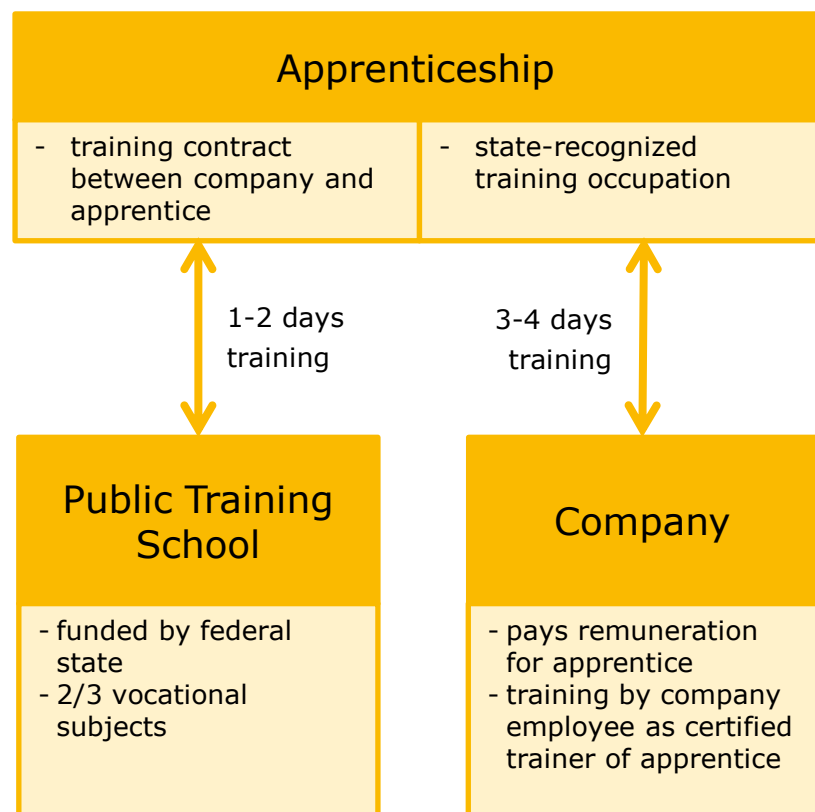 Apprenticeship
- training contract
between company and
apprentice
- state-recognized
training occupation
1-2 days
training
3-4 days
training
Public Training
School
- funded by federal
state
- 2/3 vocational
subjects
Company
- pays remuneration
for apprentice
- training by company
employee as certified
trainer of apprentice